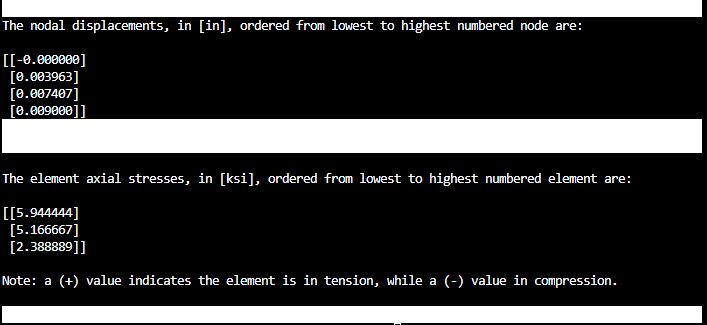 The nodal displacements, in [in], ordered from lowest to highest numbered node are:
[[-0.000000]
[0.003963]
[0.007407]
[0.009000]]
The element axial stresses, in [ksi], ordered from lowest to highest numbered element are:
[[5.944444]
[5.166667]
[2.388889]]
Note: a (+) value indicates the element is in tension, while a (-) value in compression.